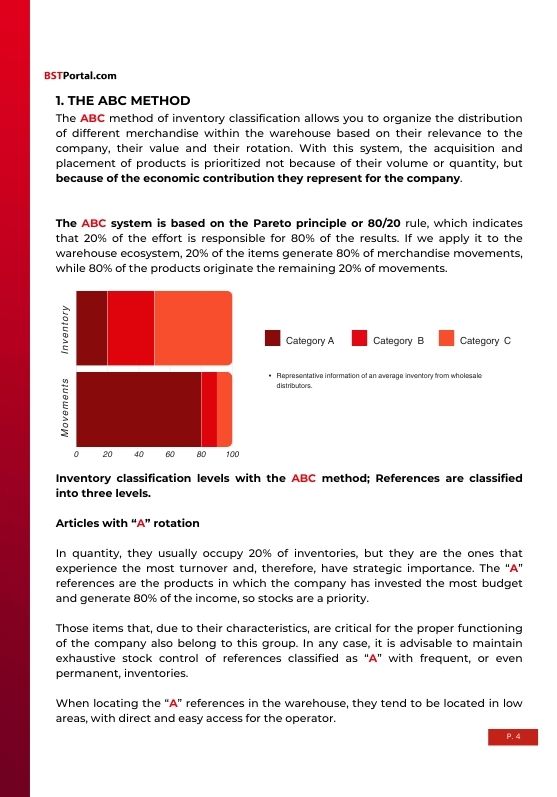 BSTPortal.com
1. THE ABC METHOD
The ABC method of inventory classification allows you to organize the distribution
of different merchandise within the warehouse based on their relevance to the
company, their value and their rotation. With this system, the acquisition and
placement of products is prioritized not because of their volume or quantity, but
because of the economic contribution they represent for the company.
The ABC system is based on the Pareto principle or 80/20 rule, which indicates
that 20% of the effort is responsible for 80% of the results. If we apply it to the
warehouse ecosystem, 20% of the items generate 80% of merchandise movements,
while 80% of the products originate the remaining 20% of movements.
Inventory
Movements
0 20 40 60 80 100
Category A Category B Category C
• Representative information of an average inventory from wholesale
distributors.
Inventory classification levels with the ABC method; References are classified
into three levels.
Articles with “A” rotation
In quantity, they usually occupy 20% of inventories, but they are the ones that
experience the most turnover and, therefore, have strategic importance. The “A”
references are the products in which the company has invested the most budget
and generate 80% of the income, so stocks are a priority.
Those items that, due to their characteristics, are critical for the proper functioning
of the company also belong to this group. In any case, it is advisable to maintain
exhaustive stock control of references classified as “A” with frequent, or even
permanent, inventories.
When locating the “A” references in the warehouse, they tend to be located in low
areas, with direct and easy access for the operator.
P. 4